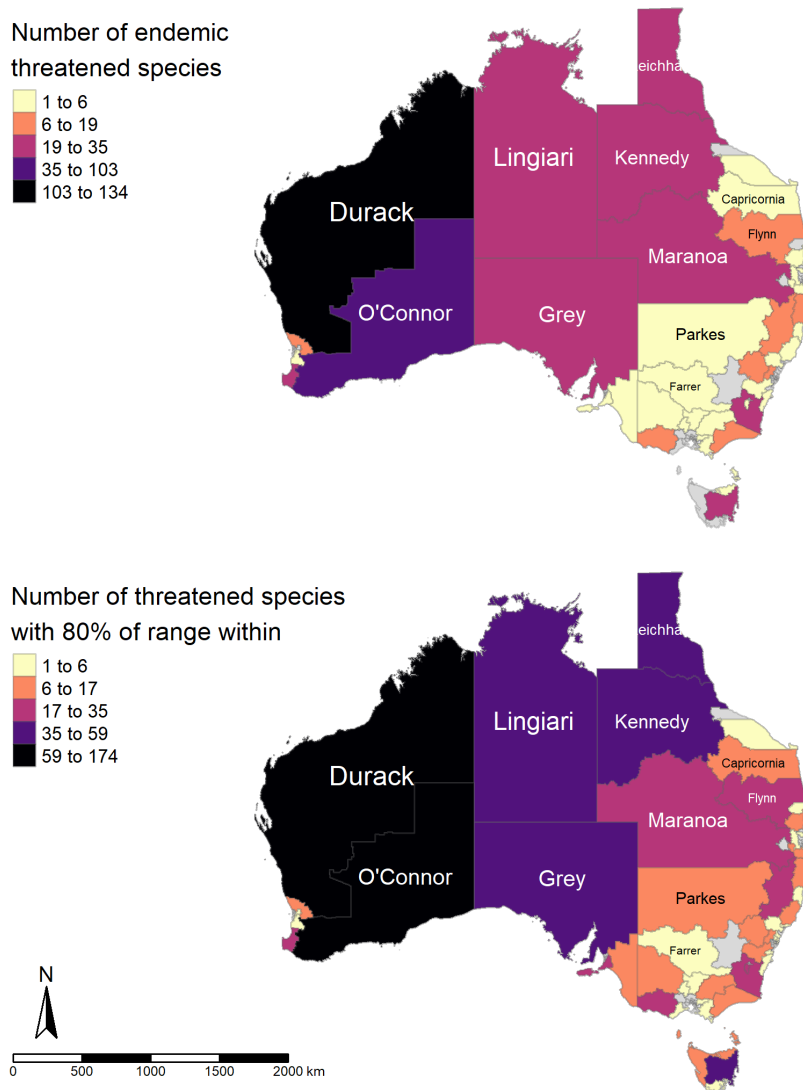 Number of endemic
threatened species
1 to 6
6 to 19
19 to 35
35 to 103
103 to 134
eichha
Lingiari
Kennedy
Capricornia
Durack
Flynn
Maranoa
O'Connor
Grey
Parkes
Farrer
Number of threatened species
with 80% of range within
1 to 6
6 to 17
17 to 35
35 to 59
59 to 174
eichha
Lingiari
Kennedy
Capricornia
Durack
Flynn
Maranoa
O'Connor
Grey
Parkes
Farrer
N
0 500 1000 1500 2000 km